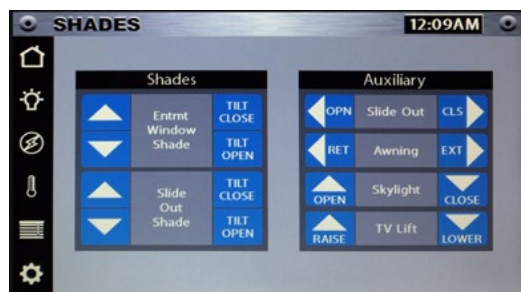 SHADES
12:09AM
Shades
Entmt
Window
Shade
TILT
CLOSE
TILT
OPEN
Slide
Out
Shade
TILT
CLOSE
TILT
OPEN
Auxiliary
OPN Slide Out CLS
RET Awning EXT
OPEN Skylight CLOSE
RAISE TV Lift LOWER